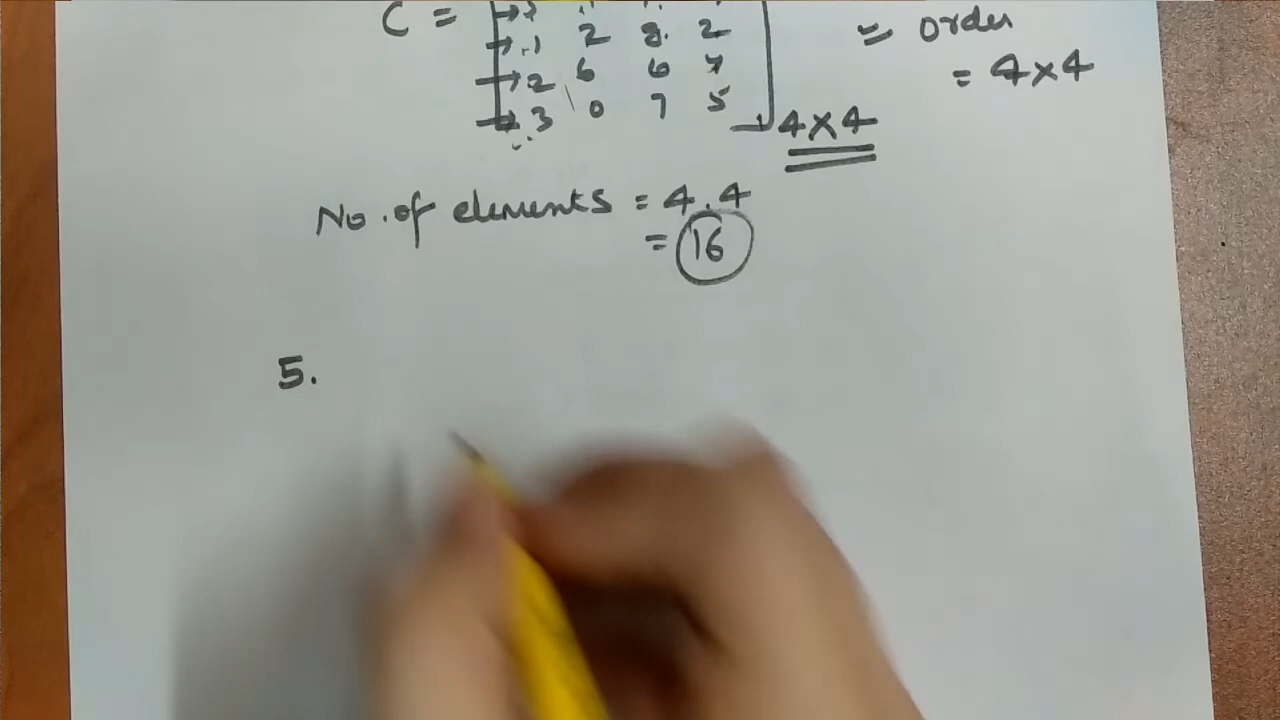 C =
1 2 8 2
= order
2 6 6 7
= 4×4
3 0 7 5
4×4
No. of elements = 4.4
= 16
5.